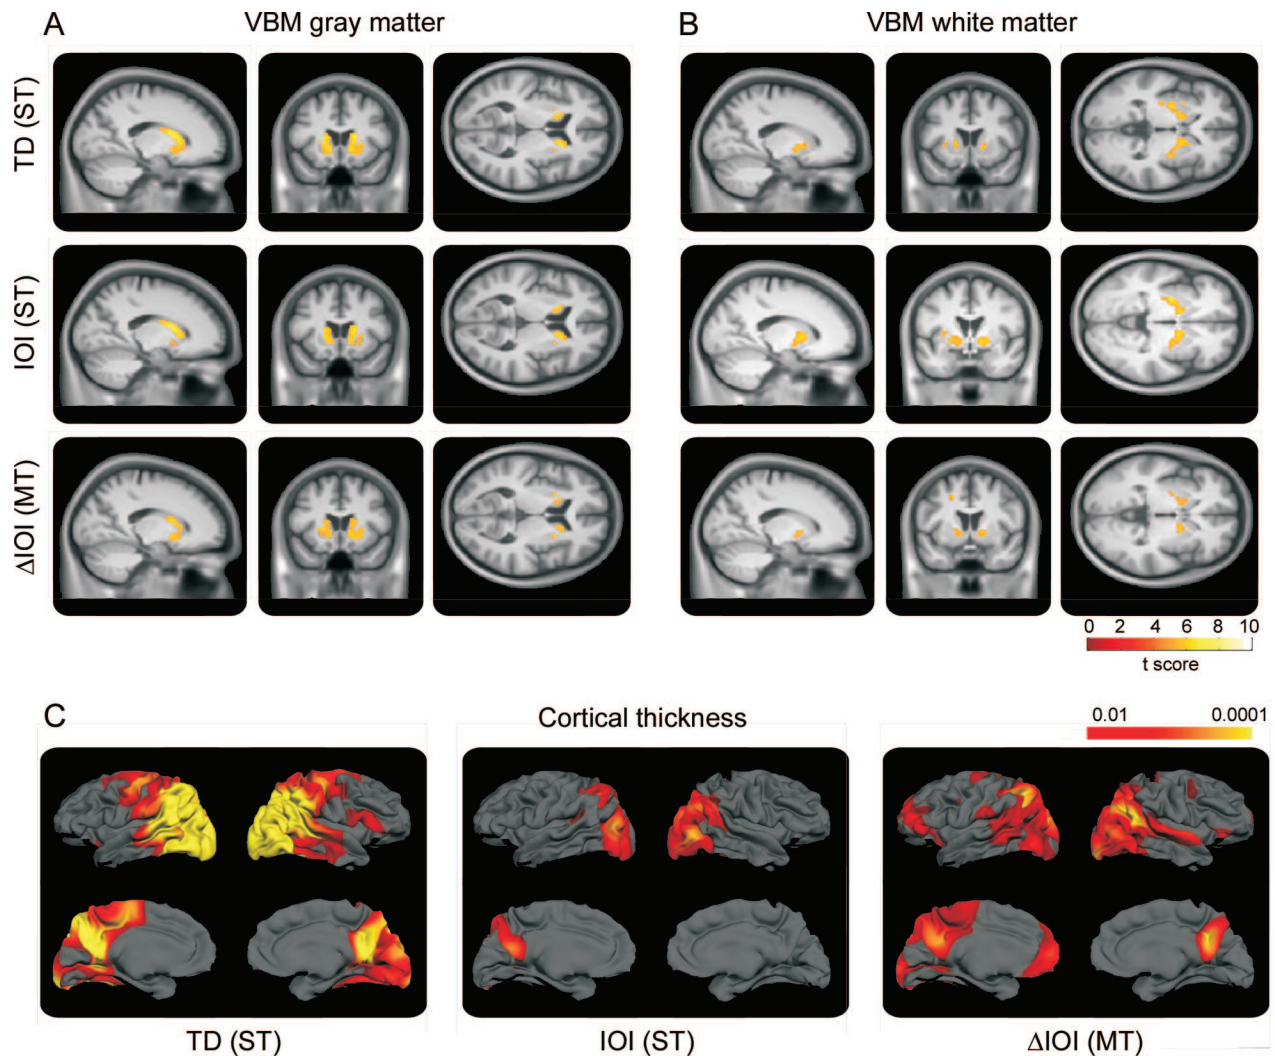 A
VBM gray matter
B
VBM white matter
TD (ST)
IOI (ST)
ΔIOI (MT)
0 2 4 6 8 10
t score
C
Cortical thickness
0.01 0.0001
TD (ST)
IOI (ST)
ΔIOI (MT)